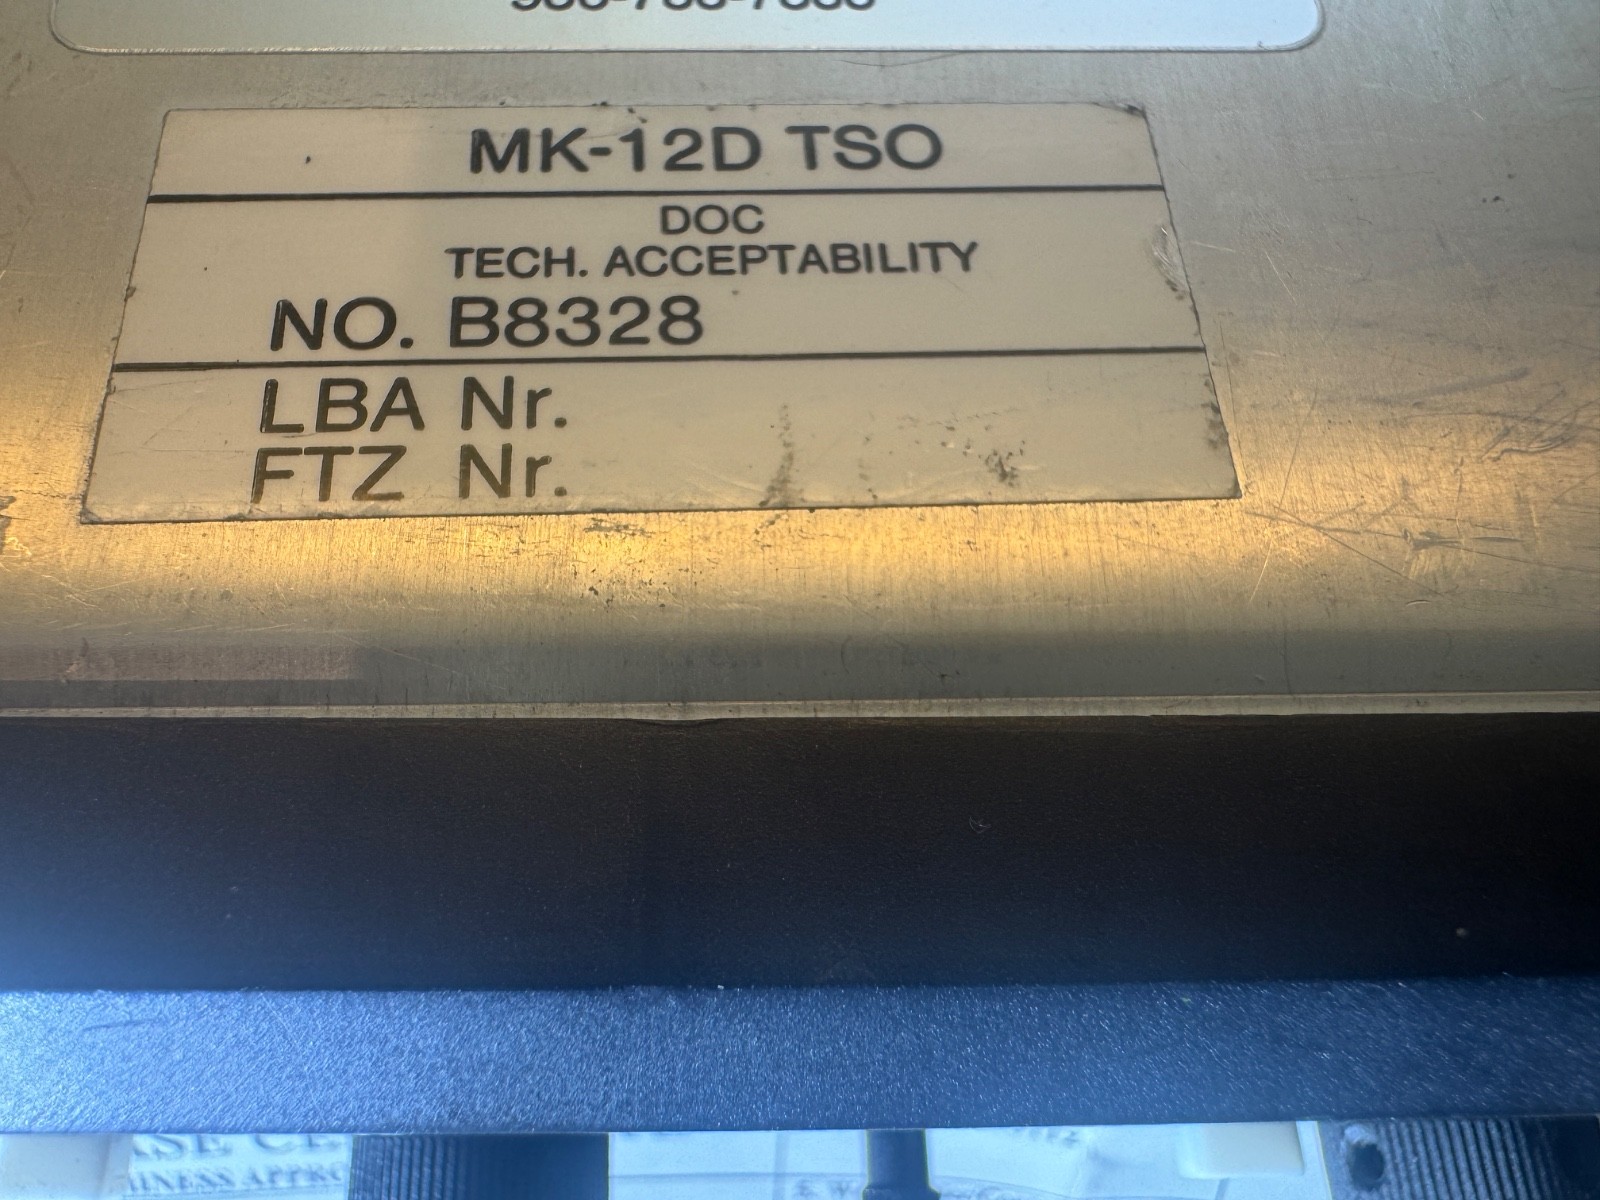 MK-12D TSO
DOC
TECH. ACCEPTABILITY
NO. B8328
LBA Nr.
FTZ Nr.